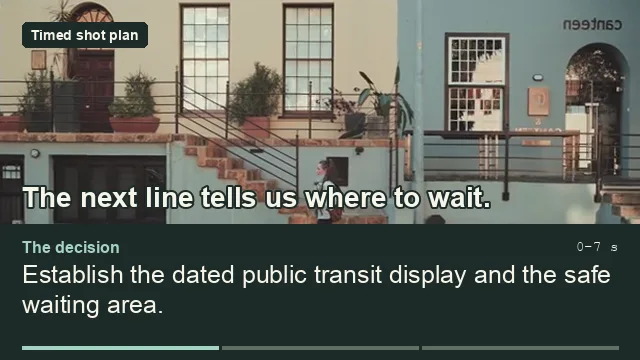 Timed shot plan
canteen
The next line tells us where to wait.
The decision
0–7 s
Establish the dated public transit display and the safe
waiting area.